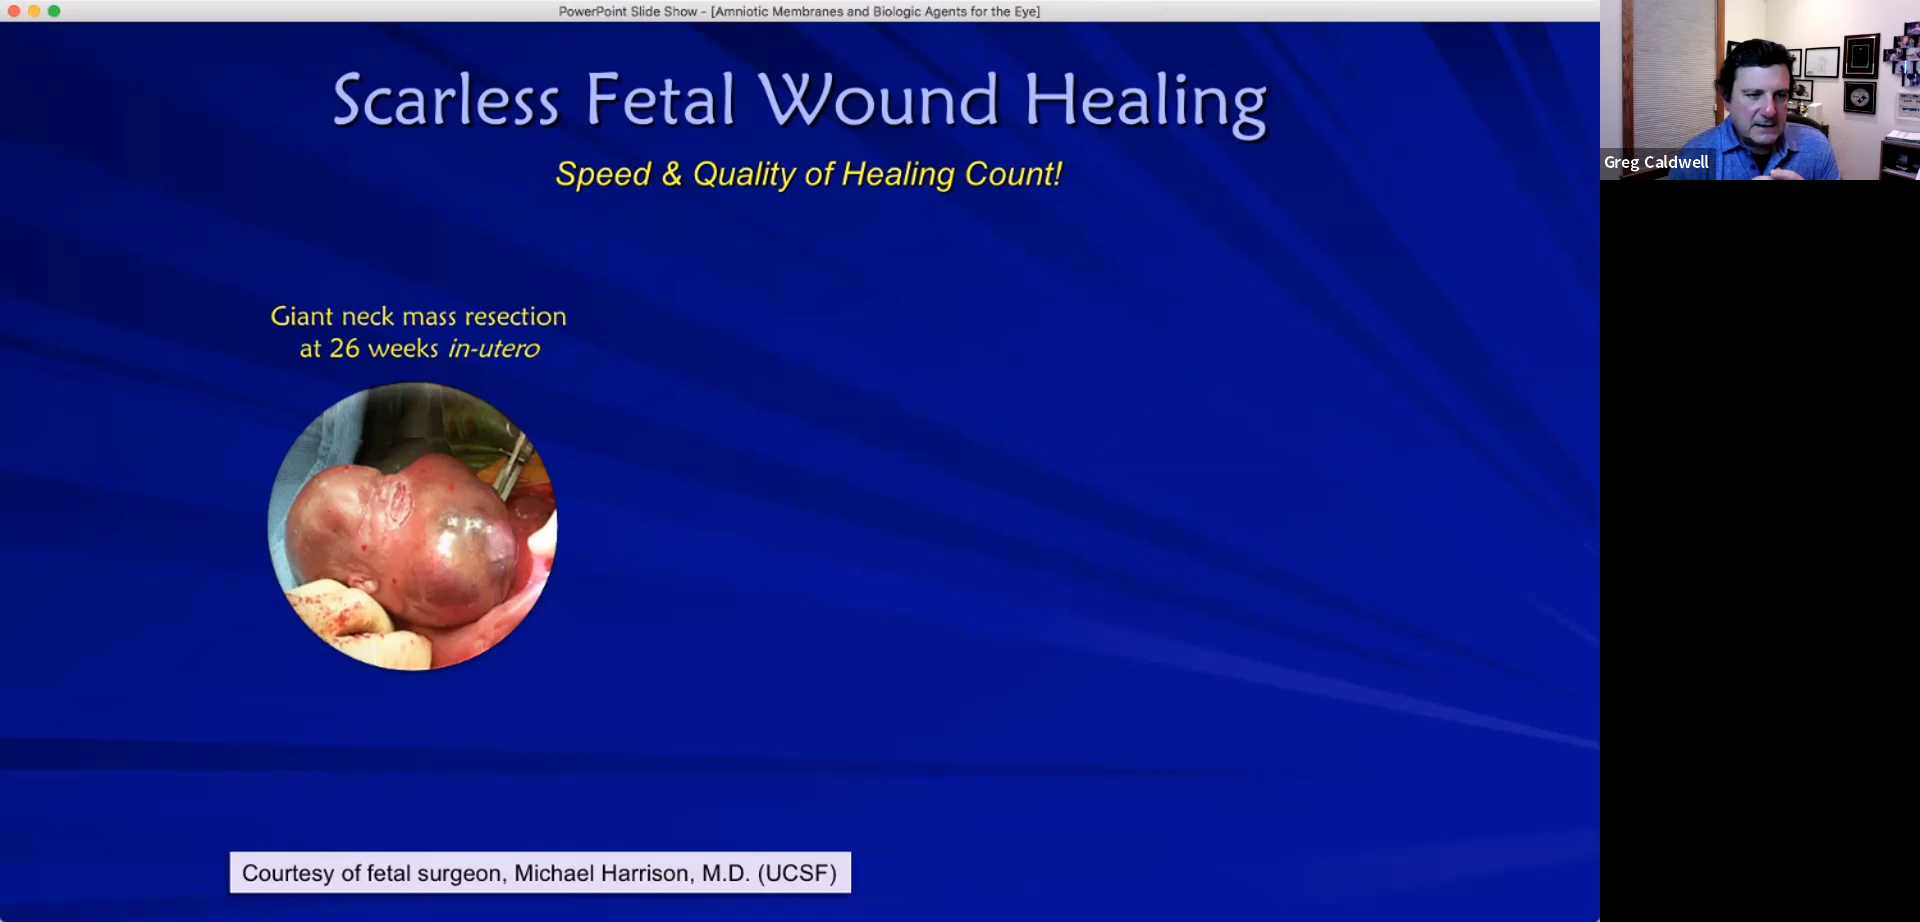 PowerPoint Slide Show - [Amniotic Membranes and Biologic Agents for the Eye]
Scarless Fetal Wound Healing
Speed & Quality of Healing Count!
Giant neck mass resection
at 26 weeks in-utero
Courtesy of fetal surgeon, Michael Harrison, M.D. (UCSF)
Greg Caldwell